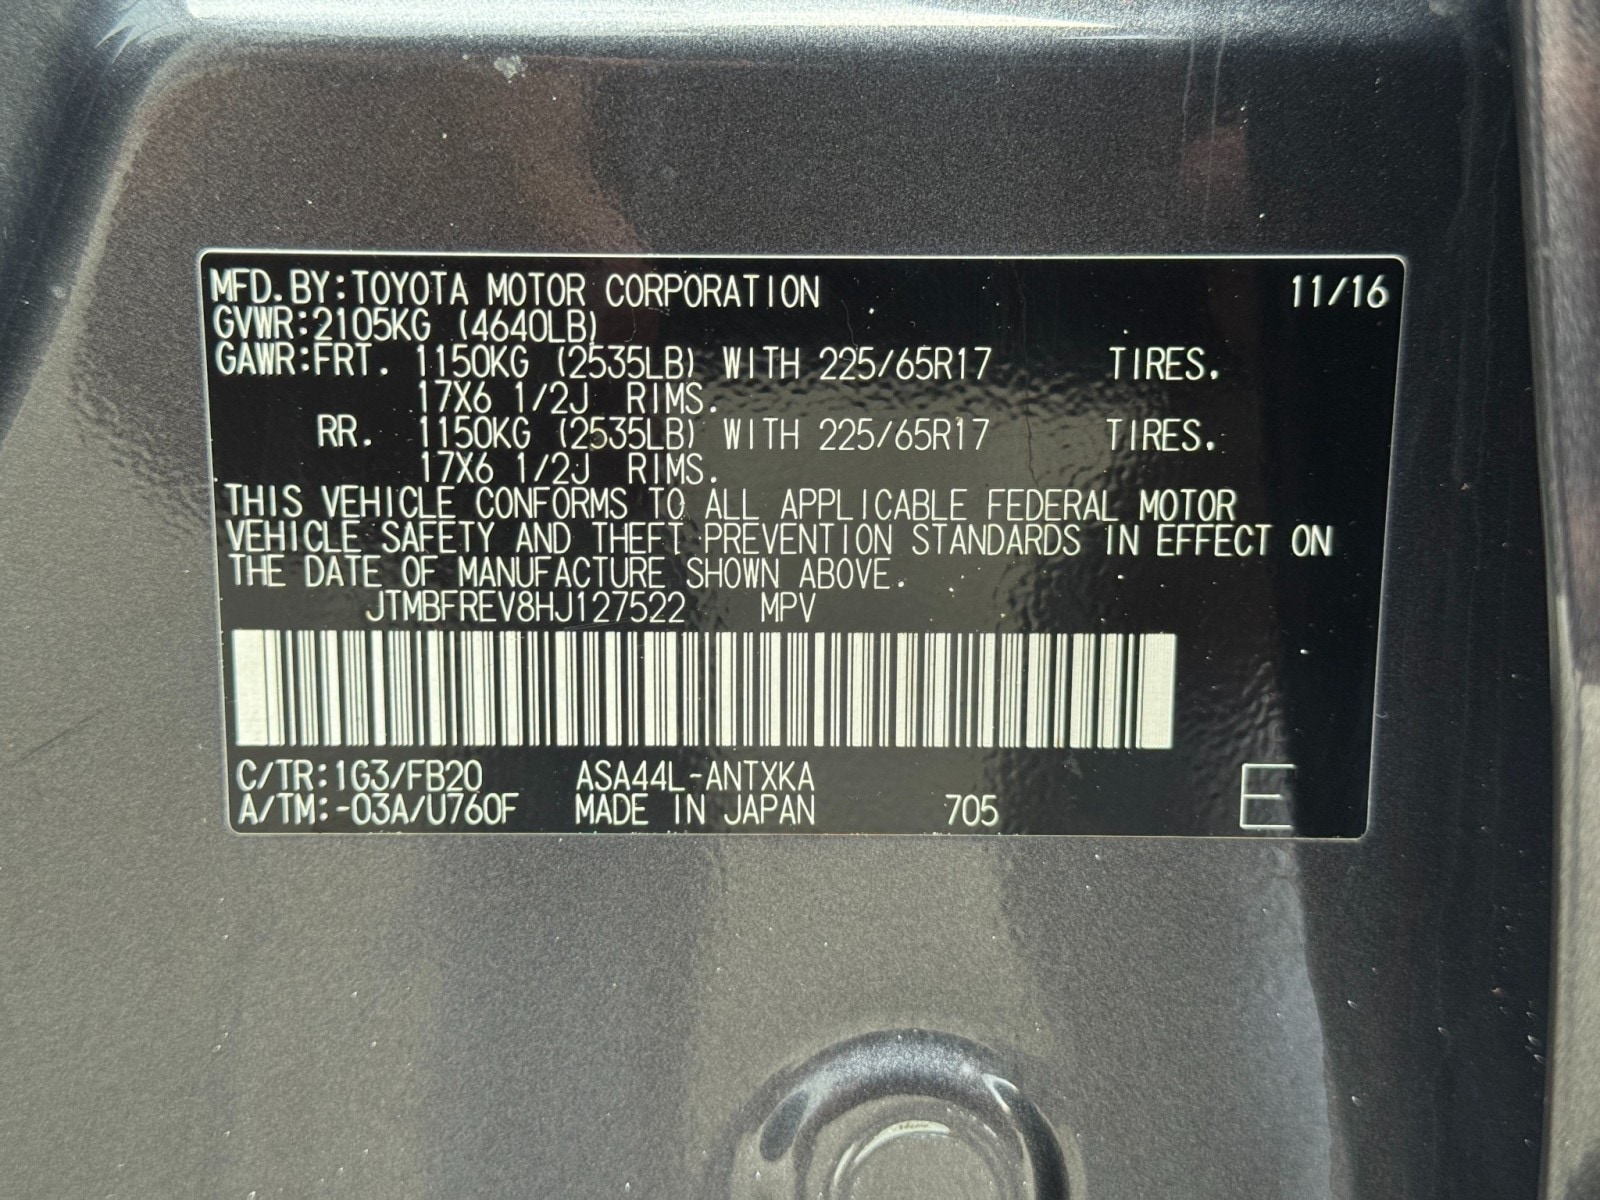 MFD. BY: TOYOTA MOTOR CORPORATION 11/16
GVWR: 2105KG (4640LB)
GAWR: FRT. 1150KG (2535LB) WITH 225/65R17 TIRES,
17X6 1/2J RIMS.
RR. 1150KG (2535LB) WITH 225/65R17 TIRES,
17X6 1/2J RIMS.
THIS VEHICLE CONFORMS TO ALL APPLICABLE FEDERAL MOTOR
VEHICLE SAFETY AND THEFT PREVENTION STANDARDS IN EFFECT ON
THE DATE OF MANUFACTURE SHOWN ABOVE.
JTMBFREV8HJ127522 MPV
C/TR: 1G3/FB20 ASA44L-ANTXKA
A/TM: -03A/U760F MADE IN JAPAN 705 E